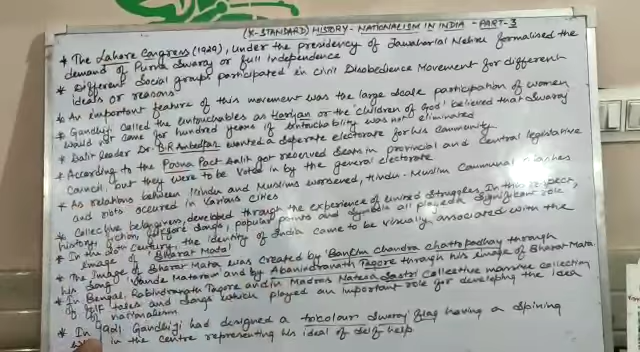 (X-STANDARD) HISTORY - NATIONALISM IN INDIA - PART-3
* The Lahore Congress (1929), under the presidency of Jawaharlal Nehru formalised the
demand of Purna Swaraj or full independence
* Different Social groups participated in Civil Disobedience Movement for different
ideals or reasons
* An important feature of this movement was the large scale participation of women
* Gandhiji called the untouchables as Harijan or the 'children of God' believed that Swaraj
would not come for hundred years if untouchability was not eliminated
* Dalit leader Dr. B.R Ambedkar wanted a seperate electorate for his community
* According to the Poona Pact dalit got reserved seats in provincial and central legislative
Council, but they were to be voted in by the general electorate
* As relations between Hindu and Muslims worsened, Hindu - Muslim Communal clashes
and riots occured in various cities
* Collective belongingness, developed through the experience of united struggles. In this respect,
history, fiction, folklore songs, popular prints and symbols all played a significant role,
* In the 20th Century, the identity of India came to be visually associated with the
image of 'Bharat Mata'
* The Image of Bharat Mata was created by Bankim Chandra chattopadhay through
his song 'Vande Mataram' and by Abanindranath Tagore through his image of Bharat Mata.
* In Bengal, Rabindranath Tagore and in Madras Natesa Sastri Collective massive collection
of folk tales and songs which played an important role for developing the idea
of nationalism.
* In 1921 Gandhiji had designed a tricolour Swaraj flag having a spining
in the centre representing his ideal of self help.